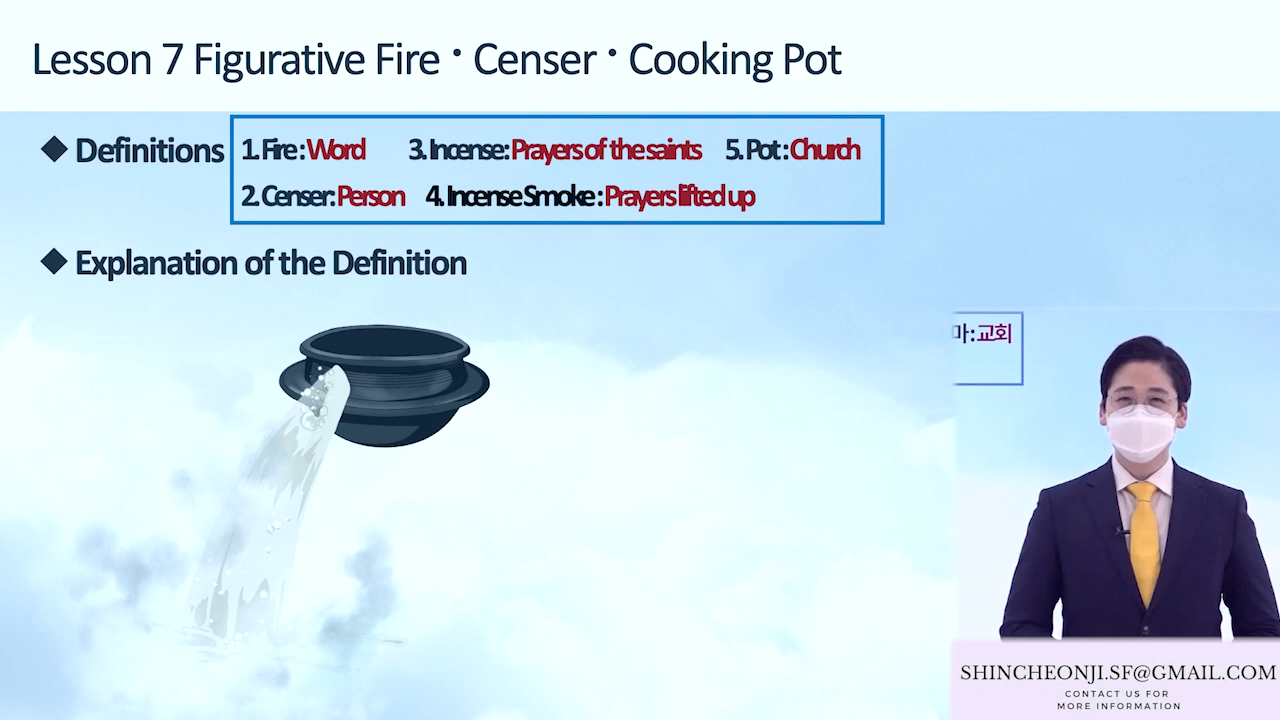 Lesson 7 Figurative Fire · Censer · Cooking Pot
◆ Definitions
1. Fire : Word 3. Incense : Prayers of the saints 5. Pot : Church
2. Censer : Person 4. Incense Smoke : Prayers lifted up
◆ Explanation of the Definition
마 : 교회
SHINCHEONJI.SF@GMAIL.COM
CONTACT US FOR
MORE INFORMATION